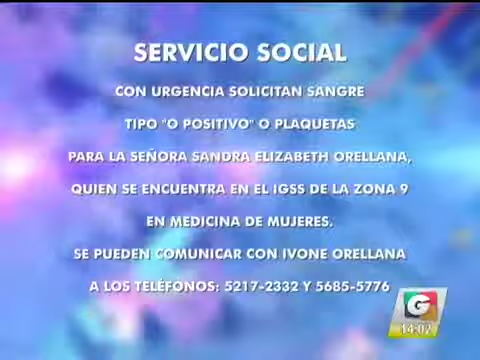 SERVICIO SOCIAL
CON URGENCIA SOLICITAN SANGRE
TIPO "O POSITIVO" O PLAQUETAS
PARA LA SEÑORA SANDRA ELIZABETH ORELLANA,
QUIEN SE ENCUENTRA EN EL IGSS DE LA ZONA 9
EN MEDICINA DE MUJERES.
SE PUEDEN COMUNICAR CON IVONE ORELLANA
A LOS TELÉFONOS: 5217-2332 Y 5685-5776
G
14:02